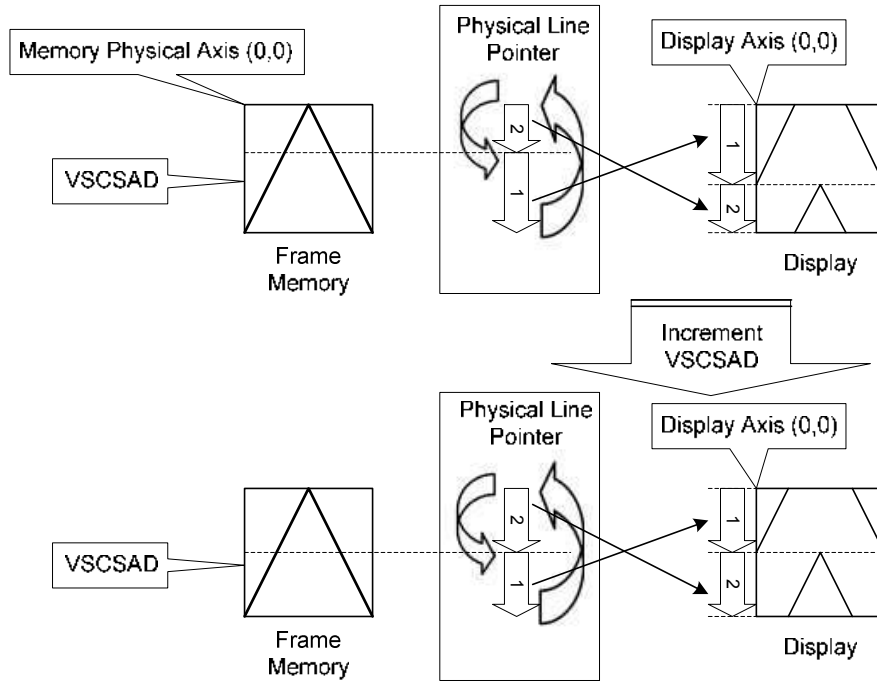 Physical Line
Pointer
Memory Physical Axis (0,0)
Display Axis (0,0)
2
1
1
2
VSCSAD
Frame
Memory
Display
Increment
VSCSAD
Physical Line
Pointer
Display Axis (0,0)
2
1
1
2
VSCSAD
Frame
Memory
Display